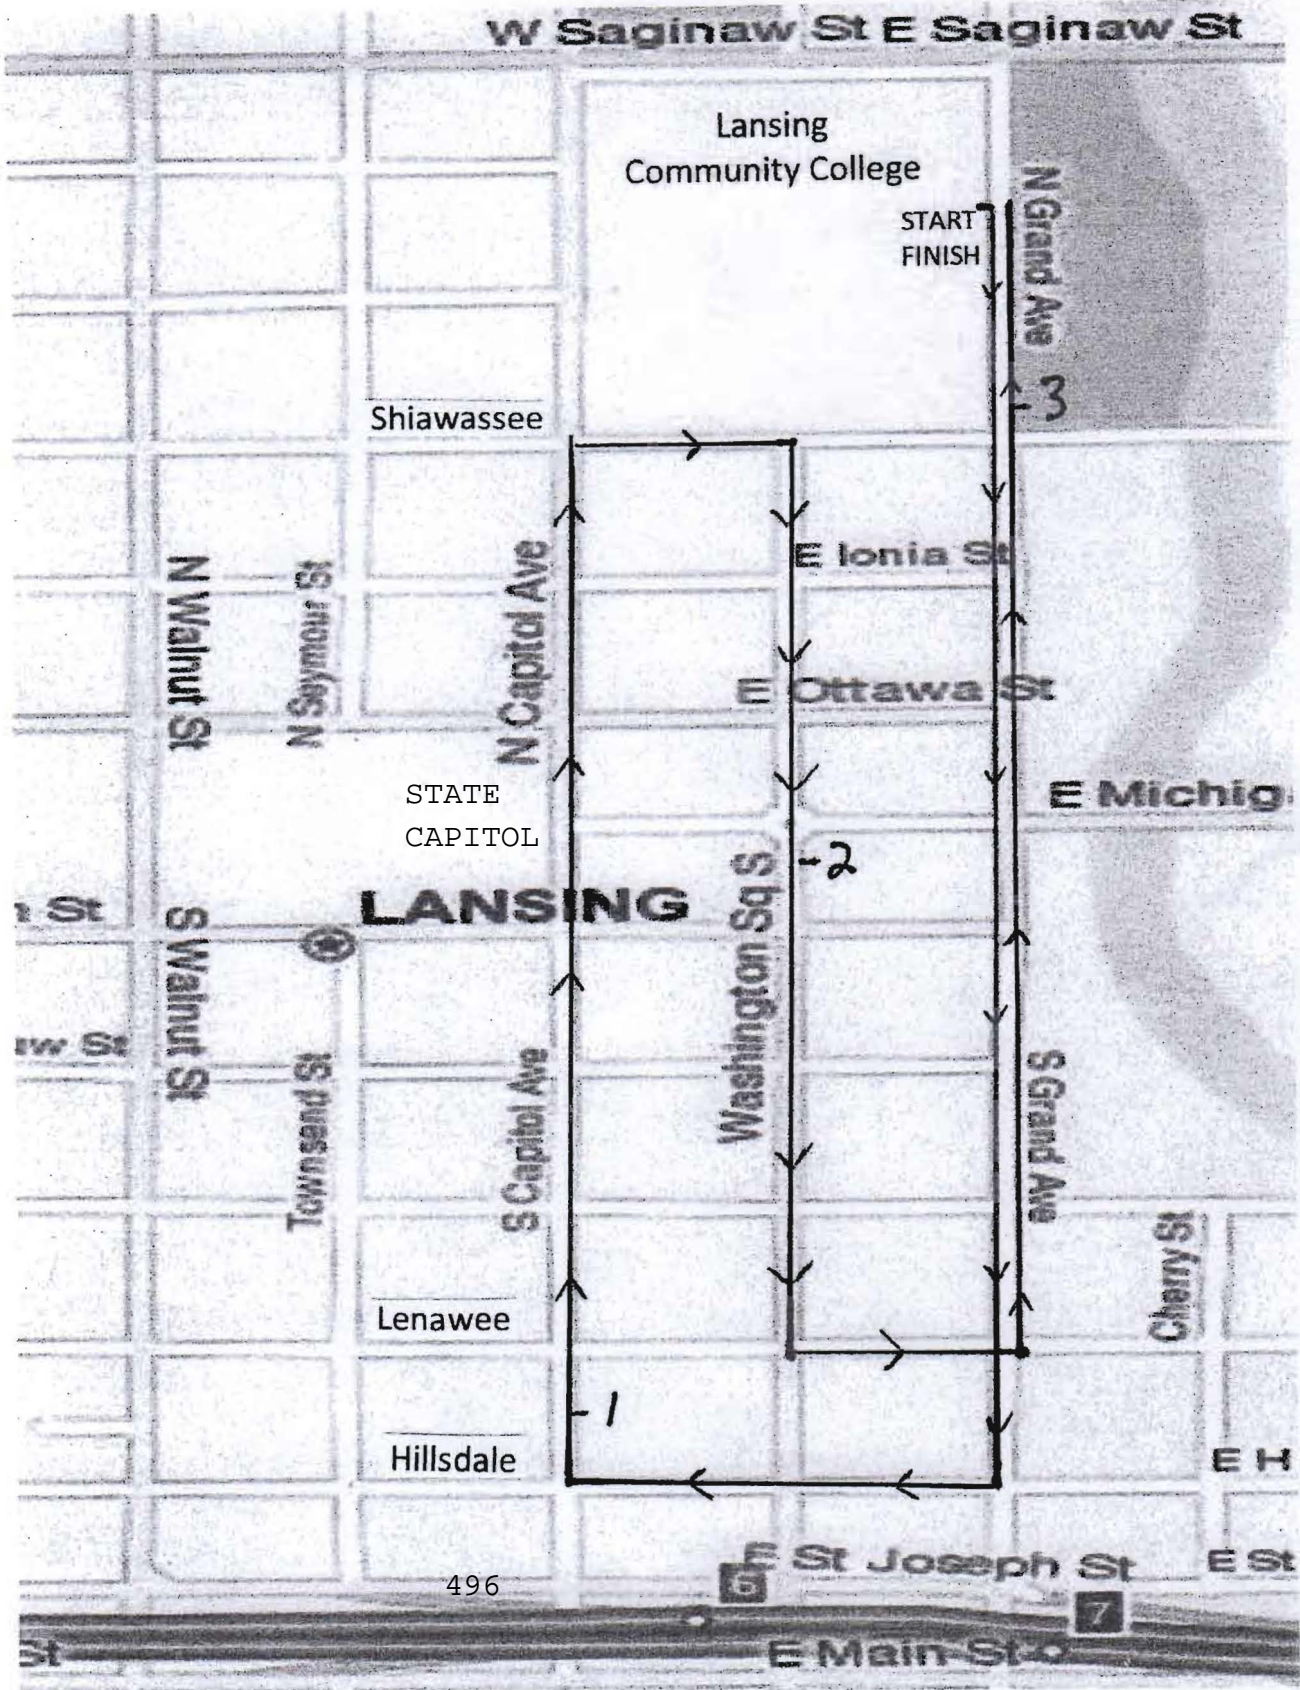 W Saginaw St E Saginaw St
Lansing
Community College
START
FINISH
N Grand Ave
3
Shiawassee
E Ionia St
N Walnut St
N Seymour St
N Capitol Ave
E Ottawa St
STATE
CAPITOL
E Michig
2
LANSING
St
S Walnut St
Washington Sq S
w St
Townsend St
S Capitol Ave
S Grand Ave
Cherry St
Lenawee
1
Hillsdale
E H
E St Joseph St
E St
496
6
7
St
E Main St